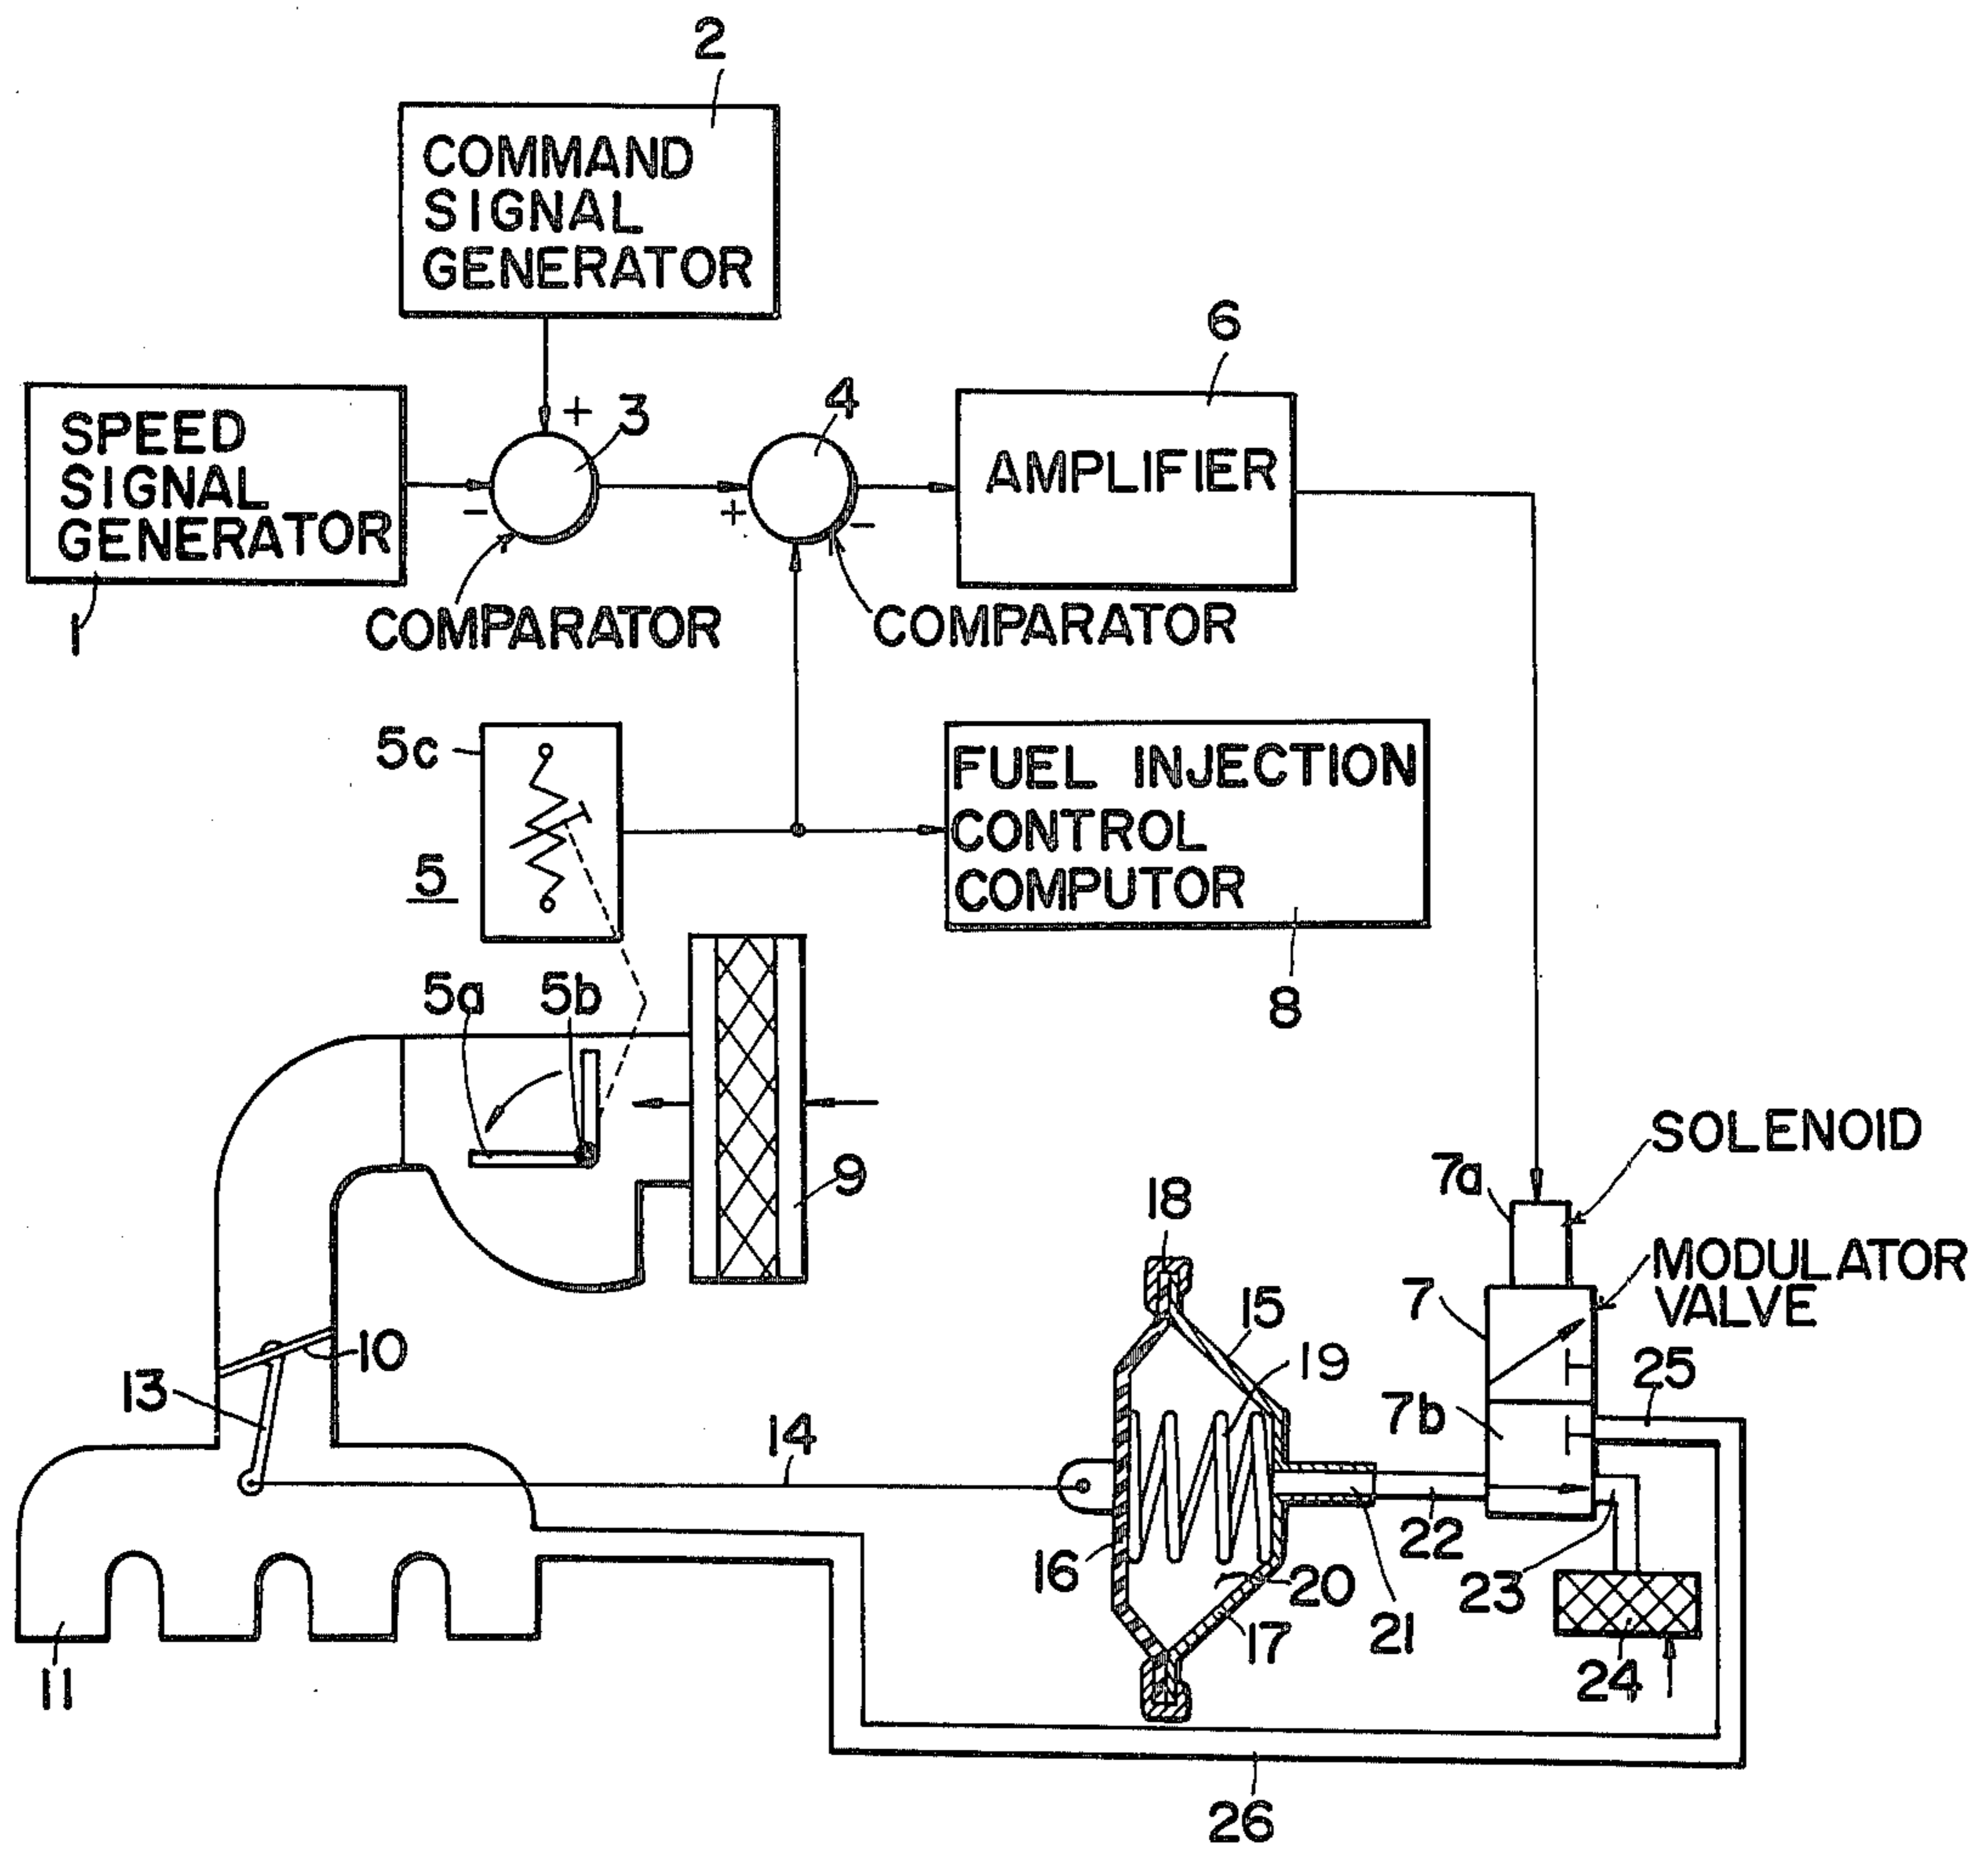 2
COMMAND
SIGNAL
GENERATOR
6
+
3
4
SPEED
SIGNAL
GENERATOR
AMPLIFIER
-
+
-
1
COMPARATOR
COMPARATOR
5c
FUEL INJECTION
CONTROL
COMPUTOR
5
5a
5b
8
9
SOLENOID
7a
18
MODULATOR
VALVE
7
15
10
19
25
13
7b
14
22
16
20
23
21
17
24
11
26